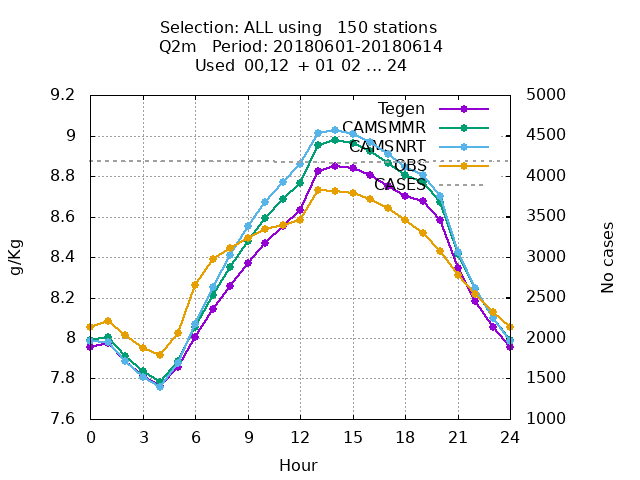 Selection: ALL using   150 stations
Q2m   Period: 20180601-20180614
Used  00,12  + 01 02 ... 24
9.2
9
8.8
8.6
8.4
8.2
8
7.8
7.6
g/Kg
Tegen
CAMSMMR
CAMSNRT
OBS
CASES
5000
4500
4000
3500
3000
2500
2000
1500
1000
No cases
0 3 6 9 12 15 18 21 24
Hour